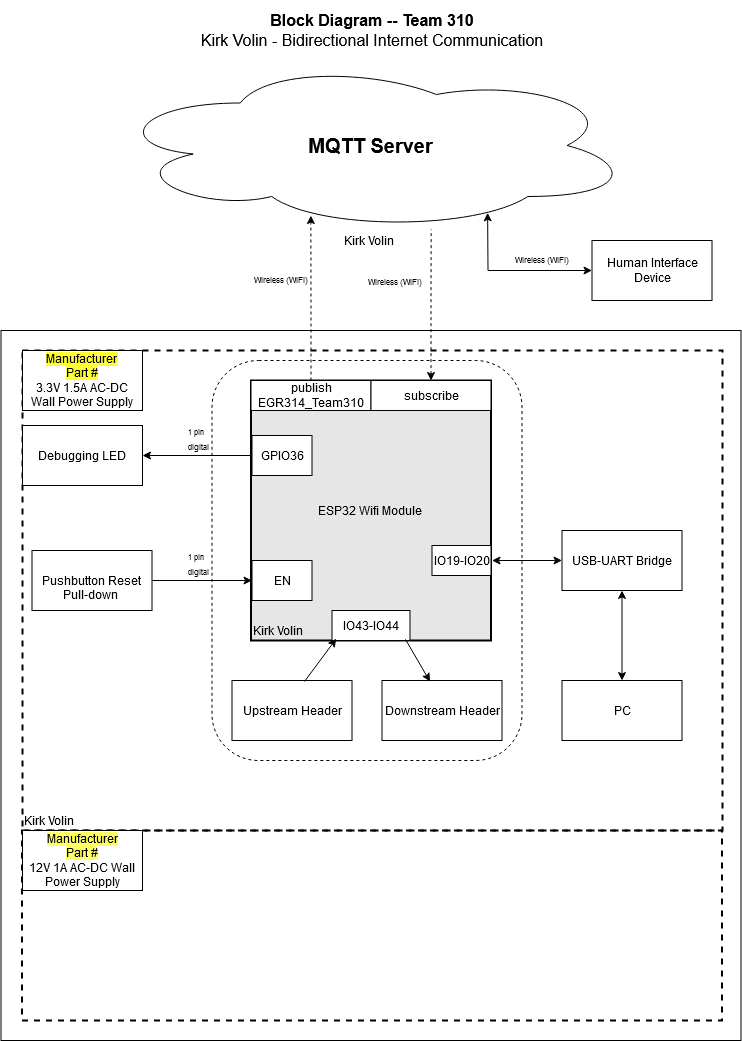 Block Diagram -- Team 310
Kirk Volin - Bidirectional Internet Communication
MQTT Server
Kirk Volin
Wireless (WiFI)
Wireless (WiFI)
Wireless (WiFI)
Human Interface
Device
Manufacturer
Part #
3.3V 1.5A AC-DC
Wall Power Supply
publish
EGR314_Team310
subscribe
Debugging LED
1 pin
digital
GPIO36
ESP32 Wifi Module
IO19-IO20
USB-UART Bridge
Pushbutton Reset
Pull-down
1 pin
digital
EN
IO43-IO44
Kirk Volin
Upstream Header
Downstream Header
PC
Kirk Volin
Manufacturer
Part #
12V 1A AC-DC Wall
Power Supply